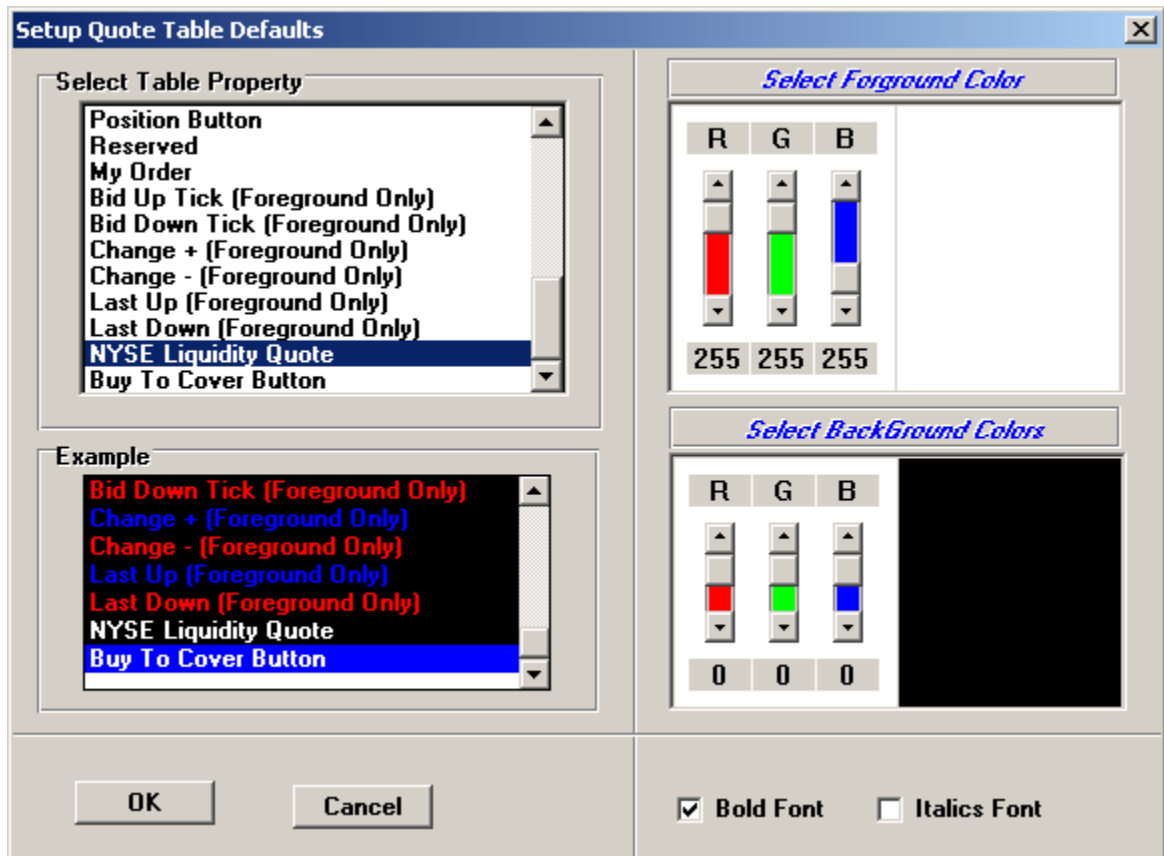 Setup Quote Table Defaults
Select Table Property
Position Button
Reserved
My Order
Bid Up Tick (Foreground Only)
Bid Down Tick (Foreground Only)
Change + (Foreground Only)
Change - (Foreground Only)
Last Up (Foreground Only)
Last Down (Foreground Only)
NYSE Liquidity Quote
Buy To Cover Button
Example
Bid Down Tick (Foreground Only)
Change + (Foreground Only)
Change - (Foreground Only)
Last Up (Foreground Only)
Last Down (Foreground Only)
NYSE Liquidity Quote
Buy To Cover Button
OK
Cancel
Select Forground Color
R G B
255 255 255
Select BackGround Colors
R G B
0 0 0
Bold Font
Italics Font